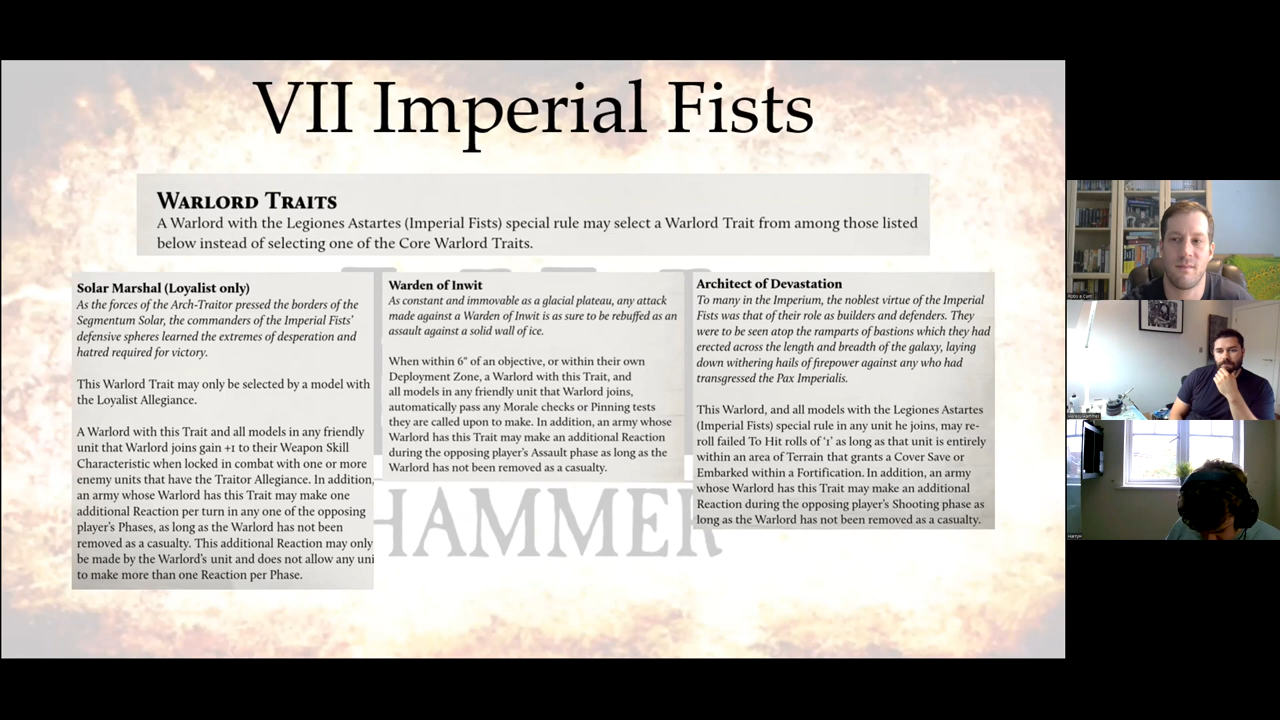 VII Imperial Fists
WARLORD TRAITS
A Warlord with the Legiones Astartes (Imperial Fists) special rule may select a Warlord Trait from among those listed
below instead of selecting one of the Core Warlord Traits.
Solar Marshal (Loyalist only)
As the forces of the Arch-Traitor pressed the borders of the
Segmentum Solar, the commanders of the Imperial Fists'
defensive spheres learned the extremes of desperation and
hatred required for victory.
This Warlord Trait may only be selected by a model with
the Loyalist Allegiance.
A Warlord with this Trait and all models in any friendly
unit that Warlord joins gain +1 to their Weapon Skill
Characteristic when locked in combat with one or more
enemy units that have the Traitor Allegiance. In addition,
an army whose Warlord has this Trait may make one
additional Reaction per turn in any one of the opposing
player's Phases, as long as the Warlord has not been
removed as a casualty. This additional Reaction may only
be made by the Warlord's unit and does not allow any uni
to make more than one Reaction per Phase.
Warden of Inwit
As constant and immovable as a glacial plateau, any attack
made against a Warden of Inwit is as sure to be rebuffed as an
assault against a solid wall of ice.
When within 6" of an objective, or within their own
Deployment Zone, a Warlord with this Trait, and
all models in any friendly unit that Warlord joins,
automatically pass any Morale checks or Pinning tests
they are called upon to make. In addition, an army whose
Warlord has this Trait may make an additional Reaction
during the opposing player's Assault phase as long as the
Warlord has not been removed as a casualty.
Architect of Devastation
To many in the Imperium, the noblest virtue of the Imperial
Fists was that of their role as builders and defenders. They
were to be seen atop the ramparts of bastions which they had
erected across the length and breadth of the galaxy, laying
down withering hails of firepower against any who had
transgressed the Pax Imperialis.
This Warlord, and all models with the Legiones Astartes
(Imperial Fists) special rule in any unit he joins, may re-
roll failed To Hit rolls of '1' as long as that unit is entirely
within an area of Terrain that grants a Cover Save or
Embarked within a Fortification. In addition, an army
whose Warlord has this Trait may make an additional
Reaction during the opposing player's Shooting phase as
long as the Warlord has not been removed as a casualty.
HAMMER